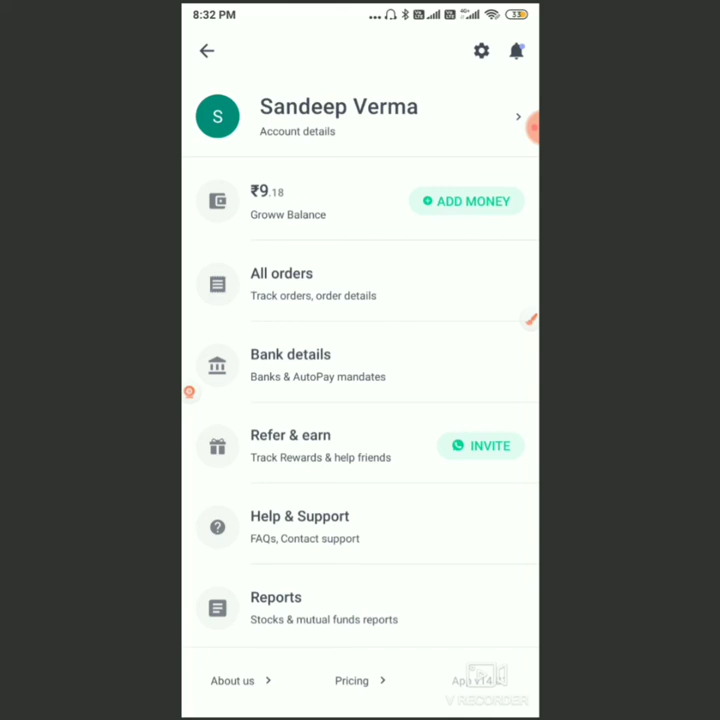 8:32 PM
33
Sandeep Verma
S
Account details
₹9.18
Groww Balance
ADD MONEY
All orders
Track orders, order details
Bank details
Banks & AutoPay mandates
Refer & earn
Track Rewards & help friends
INVITE
Help & Support
FAQs, Contact support
Reports
Stocks & mutual funds reports
About us
Pricing
V RECORDER